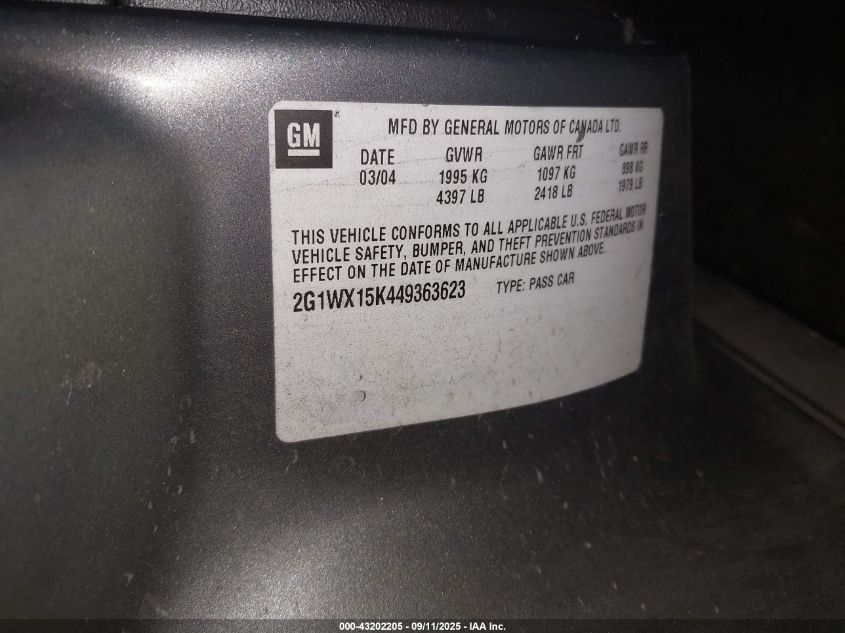 GM
MFD BY GENERAL MOTORS OF CANADA LTD.
DATE GVWR GAWR FRT GAWR RR
03/04 1995 KG 1097 KG 898 KG
4397 LB 2418 LB 1979 LB
THIS VEHICLE CONFORMS TO ALL APPLICABLE U.S. FEDERAL MOTOR
VEHICLE SAFETY, BUMPER, AND THEFT PREVENTION STANDARDS IN
EFFECT ON THE DATE OF MANUFACTURE SHOWN ABOVE.
2G1WX15K449363623 TYPE: PASS CAR
000-43202205 - 09/11/2025 - IAA Inc.